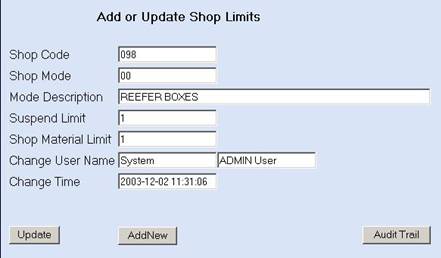 Add or Update Shop Limits
Shop Code 098
Shop Mode 00
Mode Description REEFER BOXES
Suspend Limit 1
Shop Material Limit 1
Change User Name System ADMIN User
Change Time 2003-12-02 11:31:06
Update AddNew Audit Trail